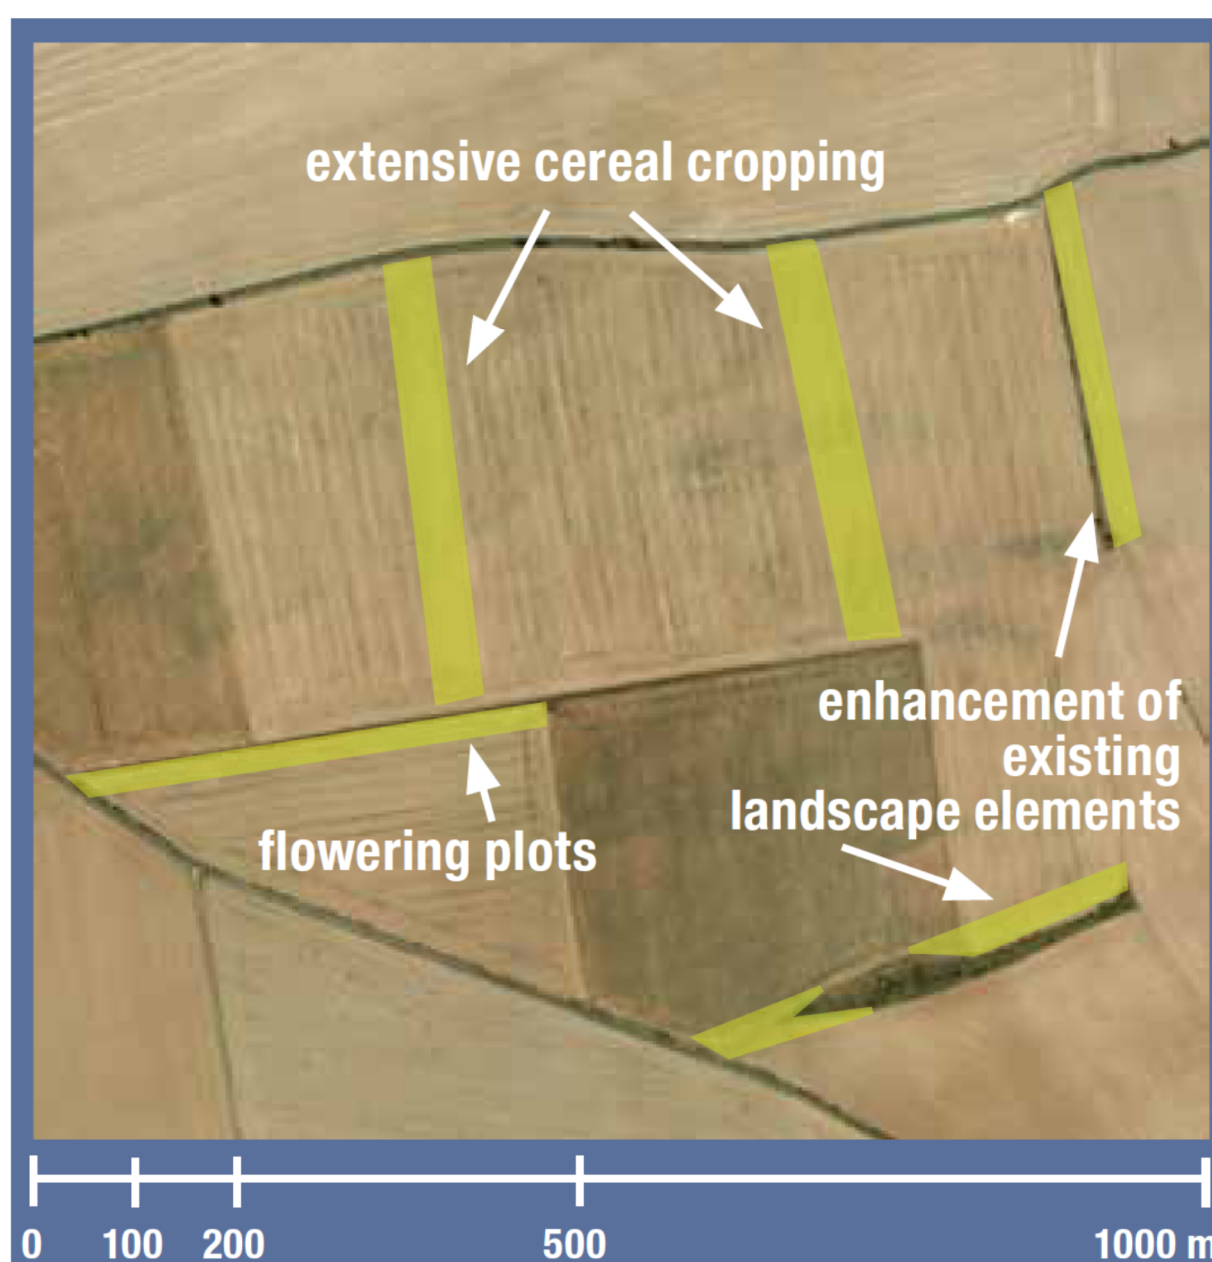 extensive cereal cropping
enhancement of
existing
landscape elements
flowering plots
0 100 200 500 1000 m